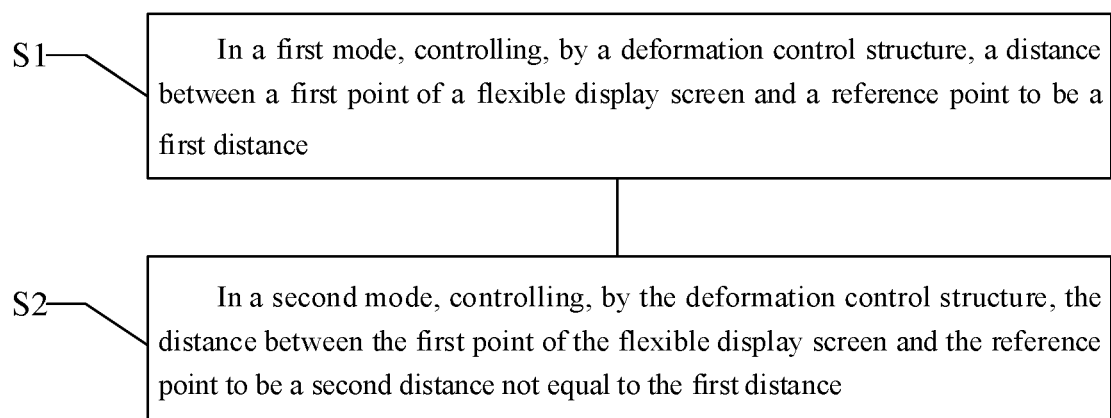 S1
In a first mode, controlling, by a deformation control structure, a distance
between a first point of a flexible display screen and a reference point to be a
first distance
S2
In a second mode, controlling, by the deformation control structure, the
distance between the first point of the flexible display screen and the reference
point to be a second distance not equal to the first distance